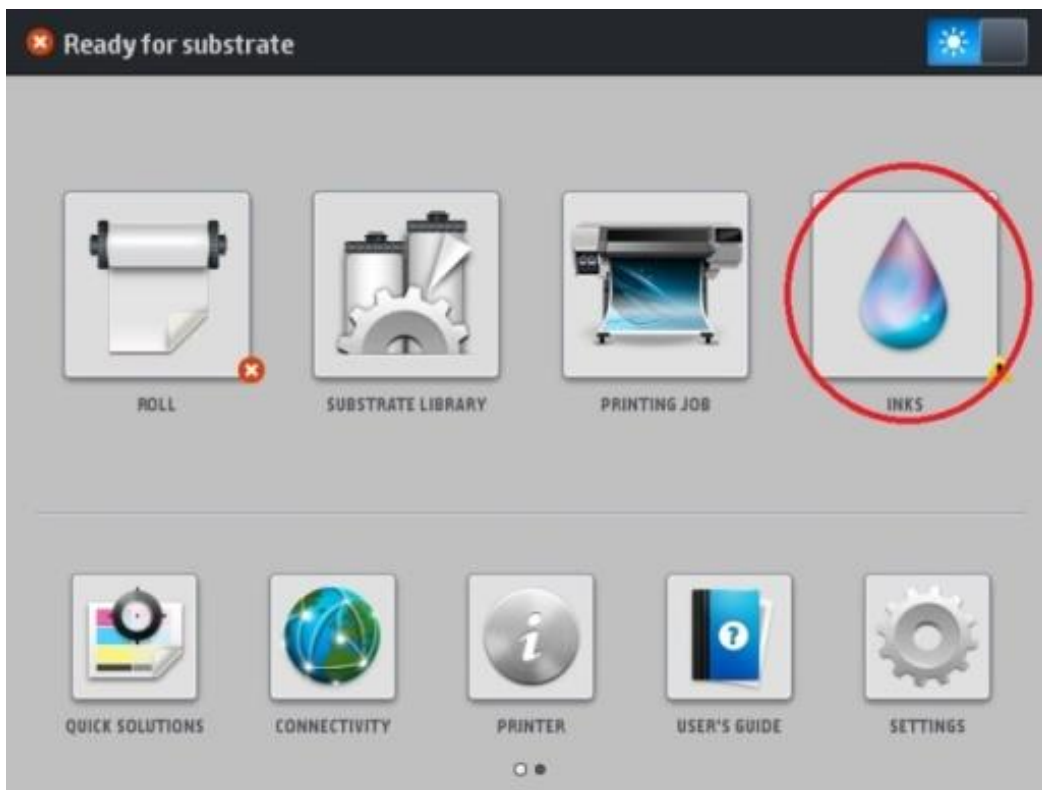 Ready for substrate
ROLL
SUBSTRATE LIBRARY
PRINTING JOB
INKS
QUICK SOLUTIONS
CONNECTIVITY
i
PRINTER
?
USER'S GUIDE
SETTINGS